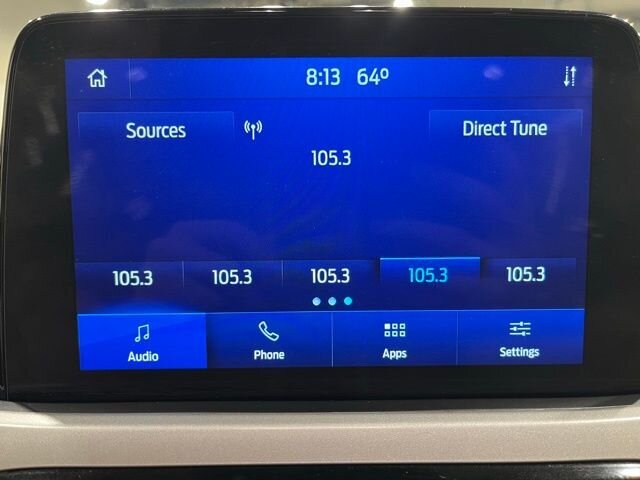 8:13 64º
Sources
Direct Tune
105.3
105.3 105.3 105.3 105.3 105.3
Audio Phone Apps Settings